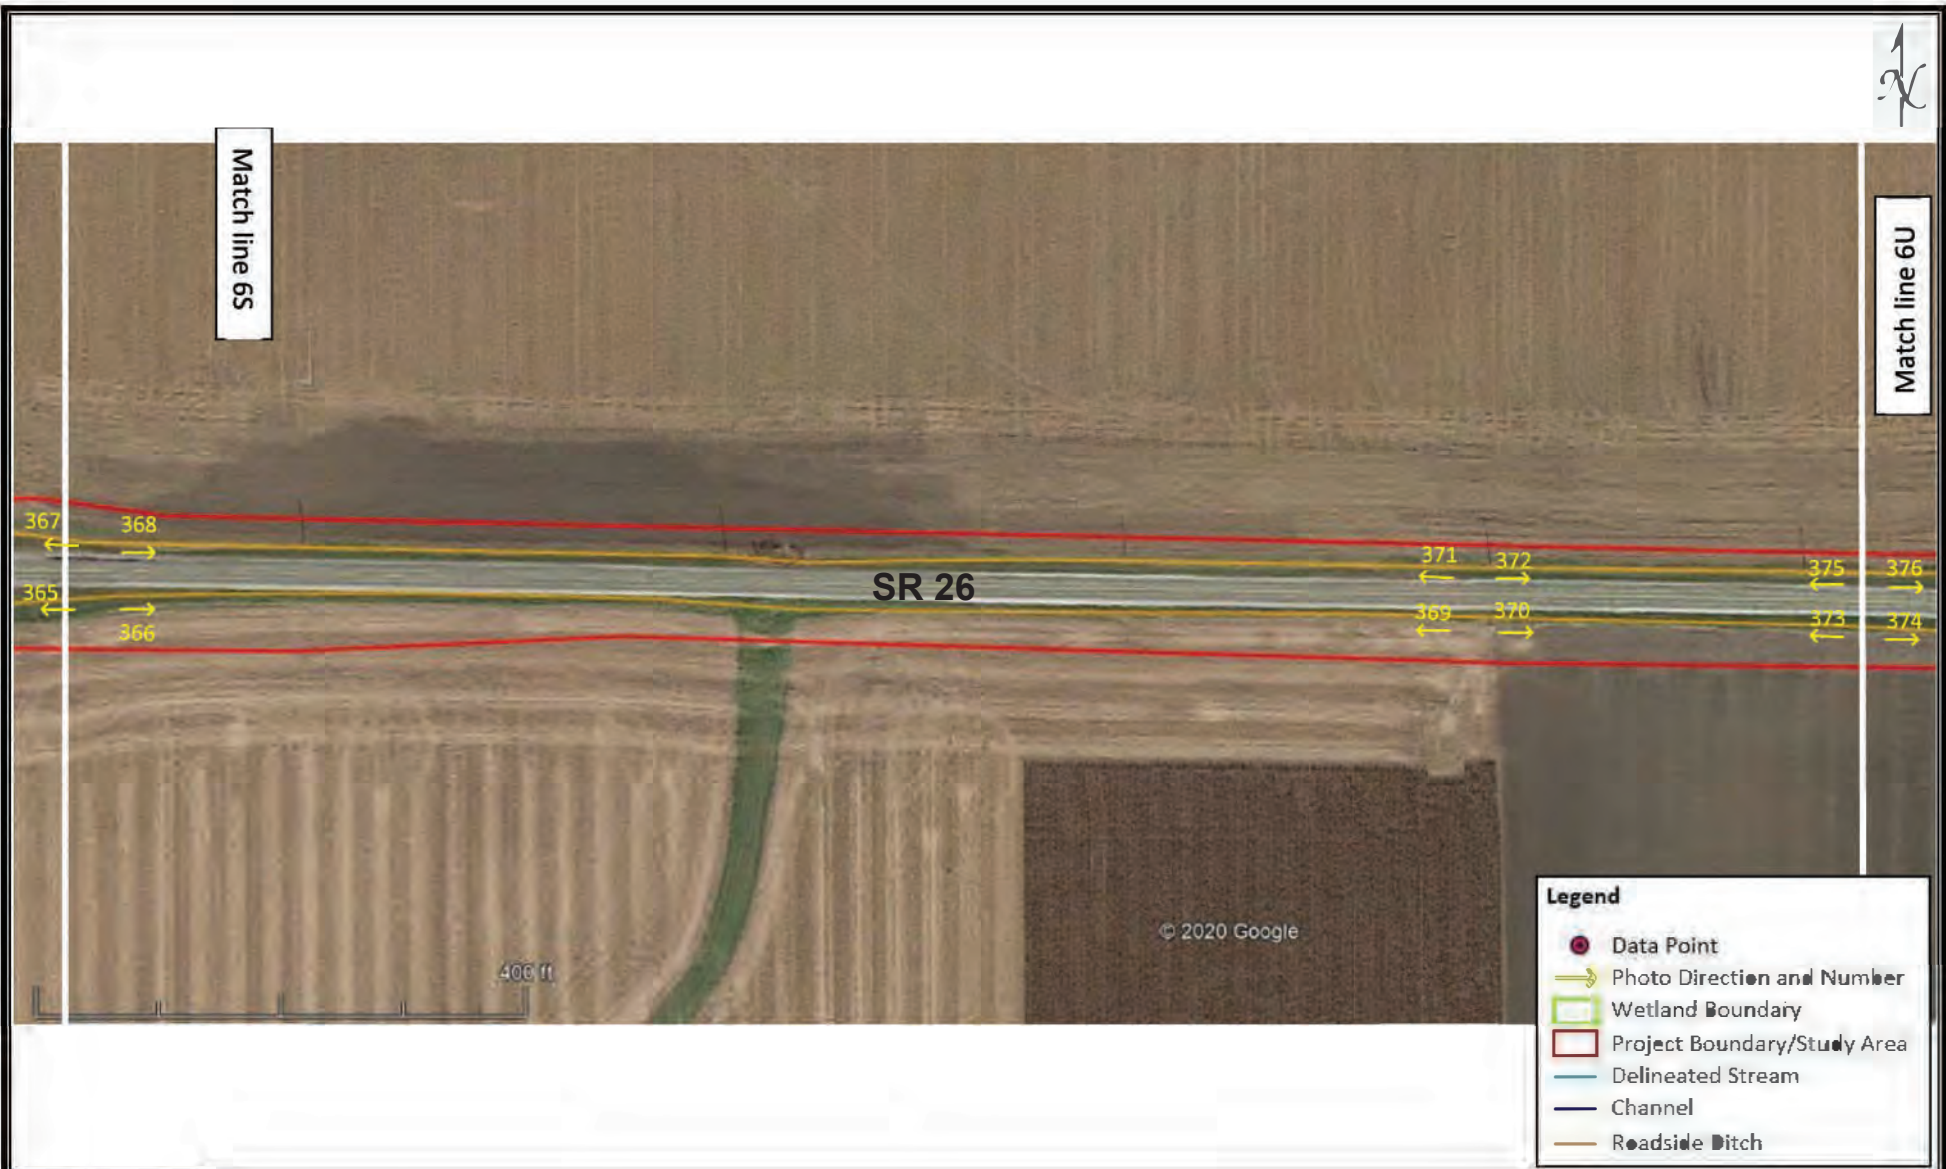 N
Match line 6S
Match line 6U
367
368
371
372
375
376
SR 26
365
366
369
370
373
374
© 2020 Google
400 ft
Legend
Data Point
Photo Direction and Number
Wetland Boundary
Project Boundary/Study Area
Delineated Stream
Channel
Roadside Ditch